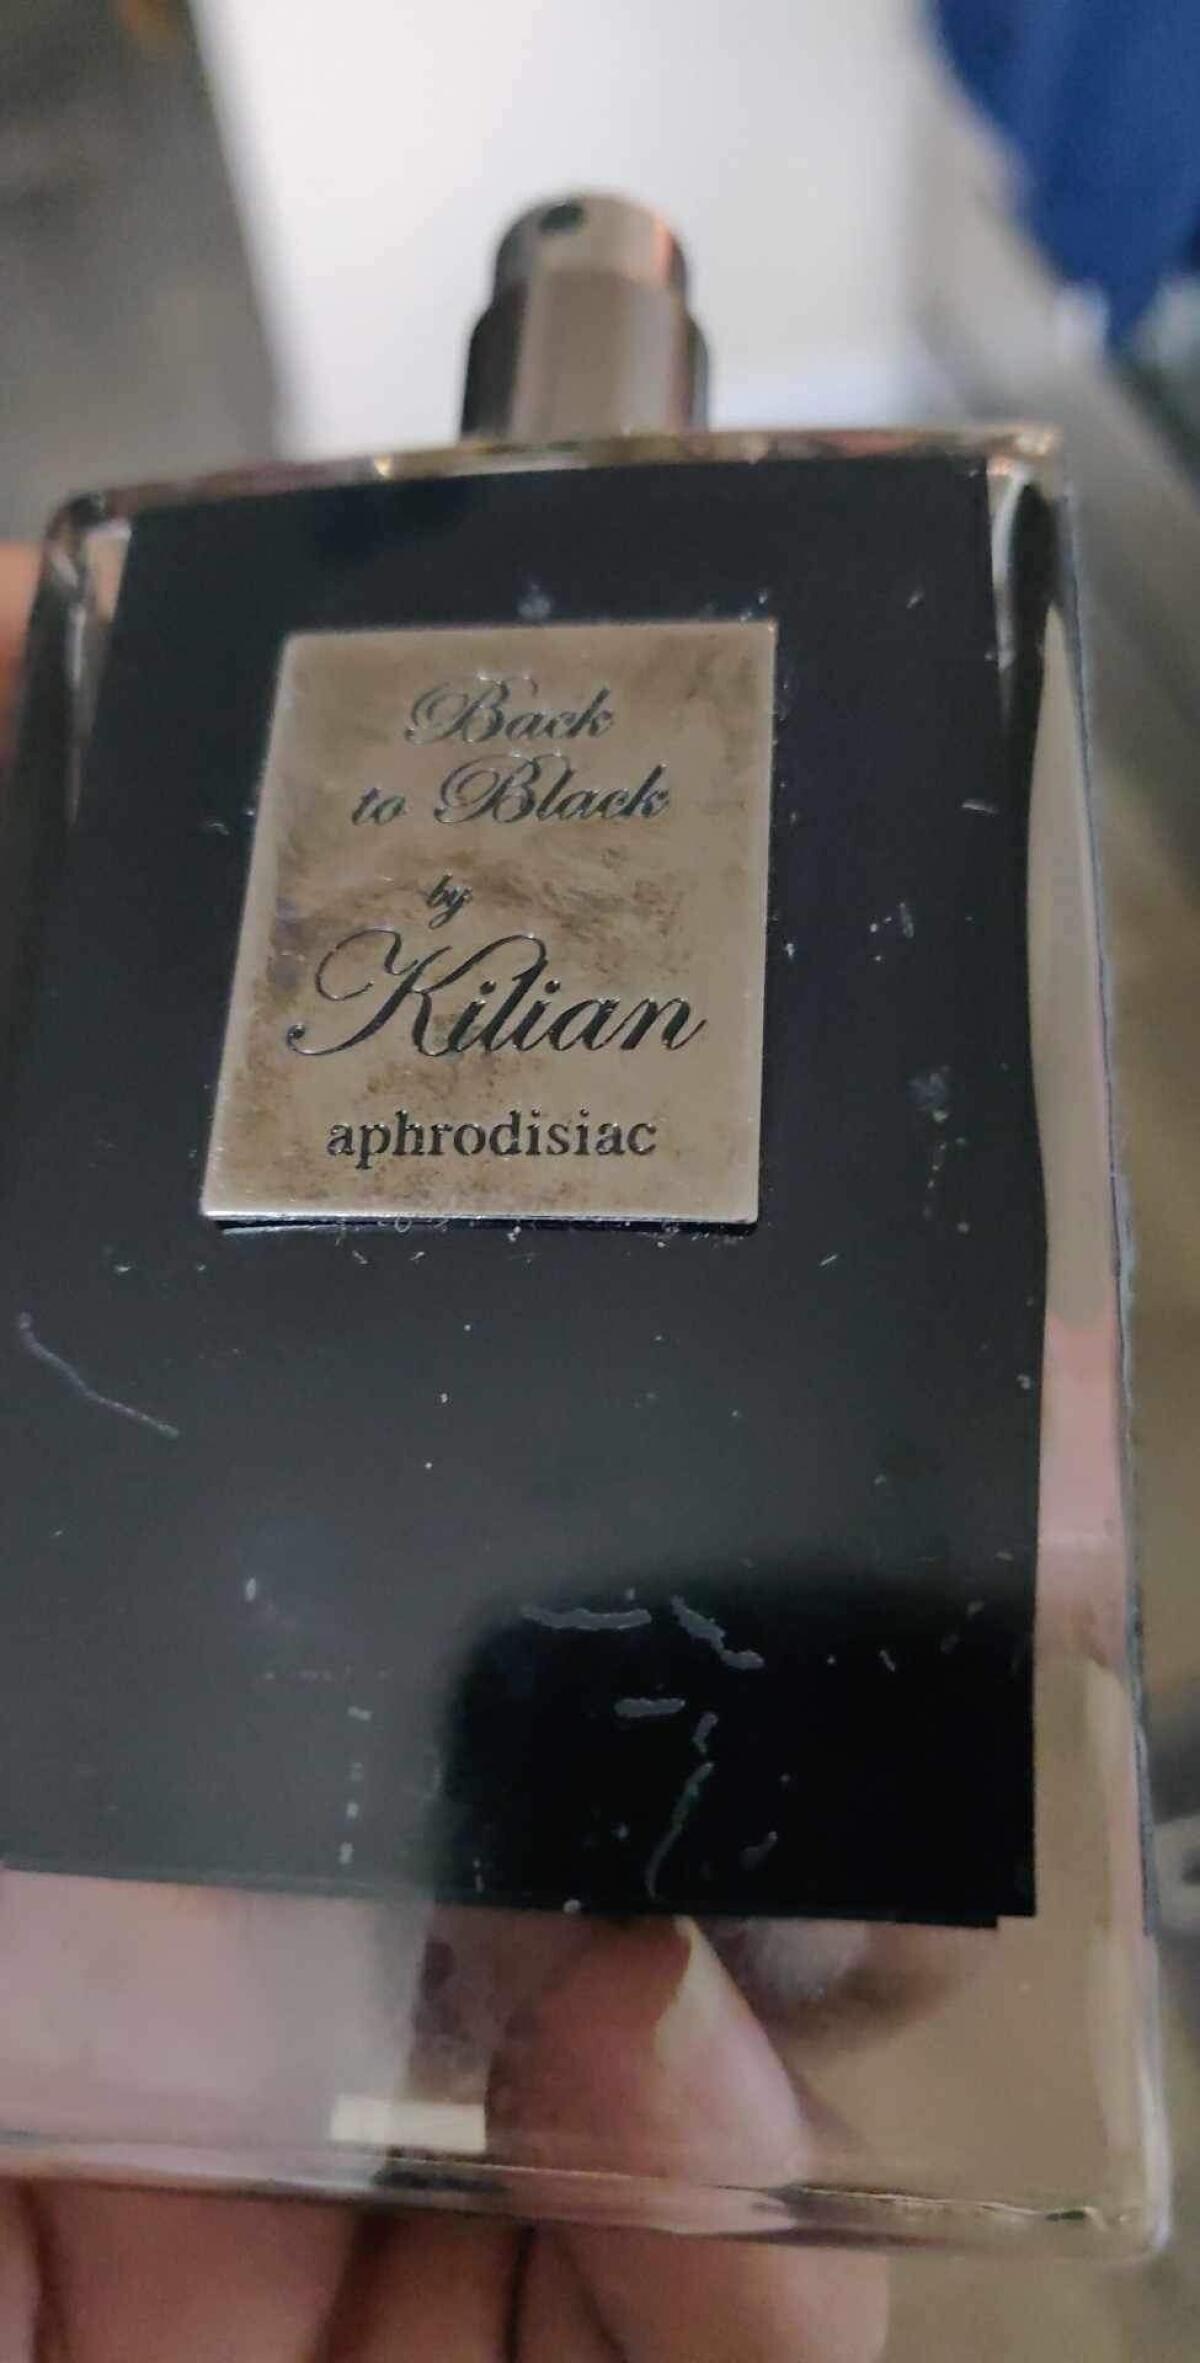 Back
to Black
by
Kilian
aphrodisiac